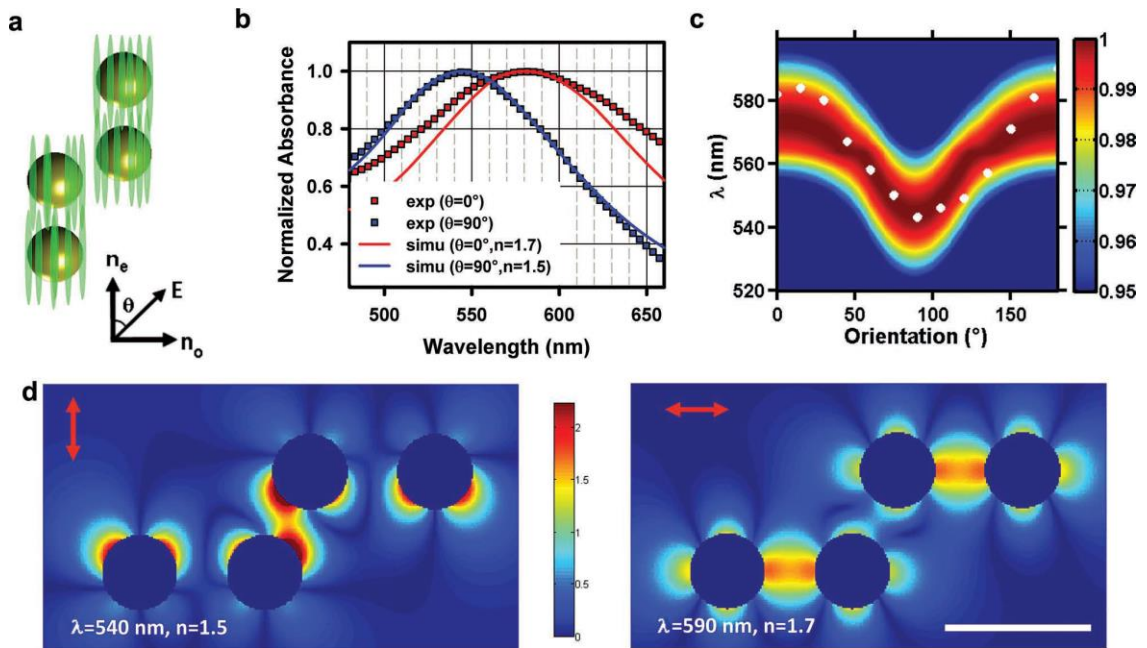 a
n_e
θ
E
n_o
b
Normalized Absorbance
1.0
0.8
0.6
0.4
exp (θ=0°)
exp (θ=90°)
simu (θ=0°,n=1.7)
simu (θ=90°,n=1.5)
500
550
600
650
Wavelength (nm)
c
λ (nm)
580
560
540
520
0
50
100
150
Orientation (°)
1
0.99
0.98
0.97
0.96
0.95
d
λ=540 nm, n=1.5
2
1.5
1
0.5
0
λ=590 nm, n=1.7